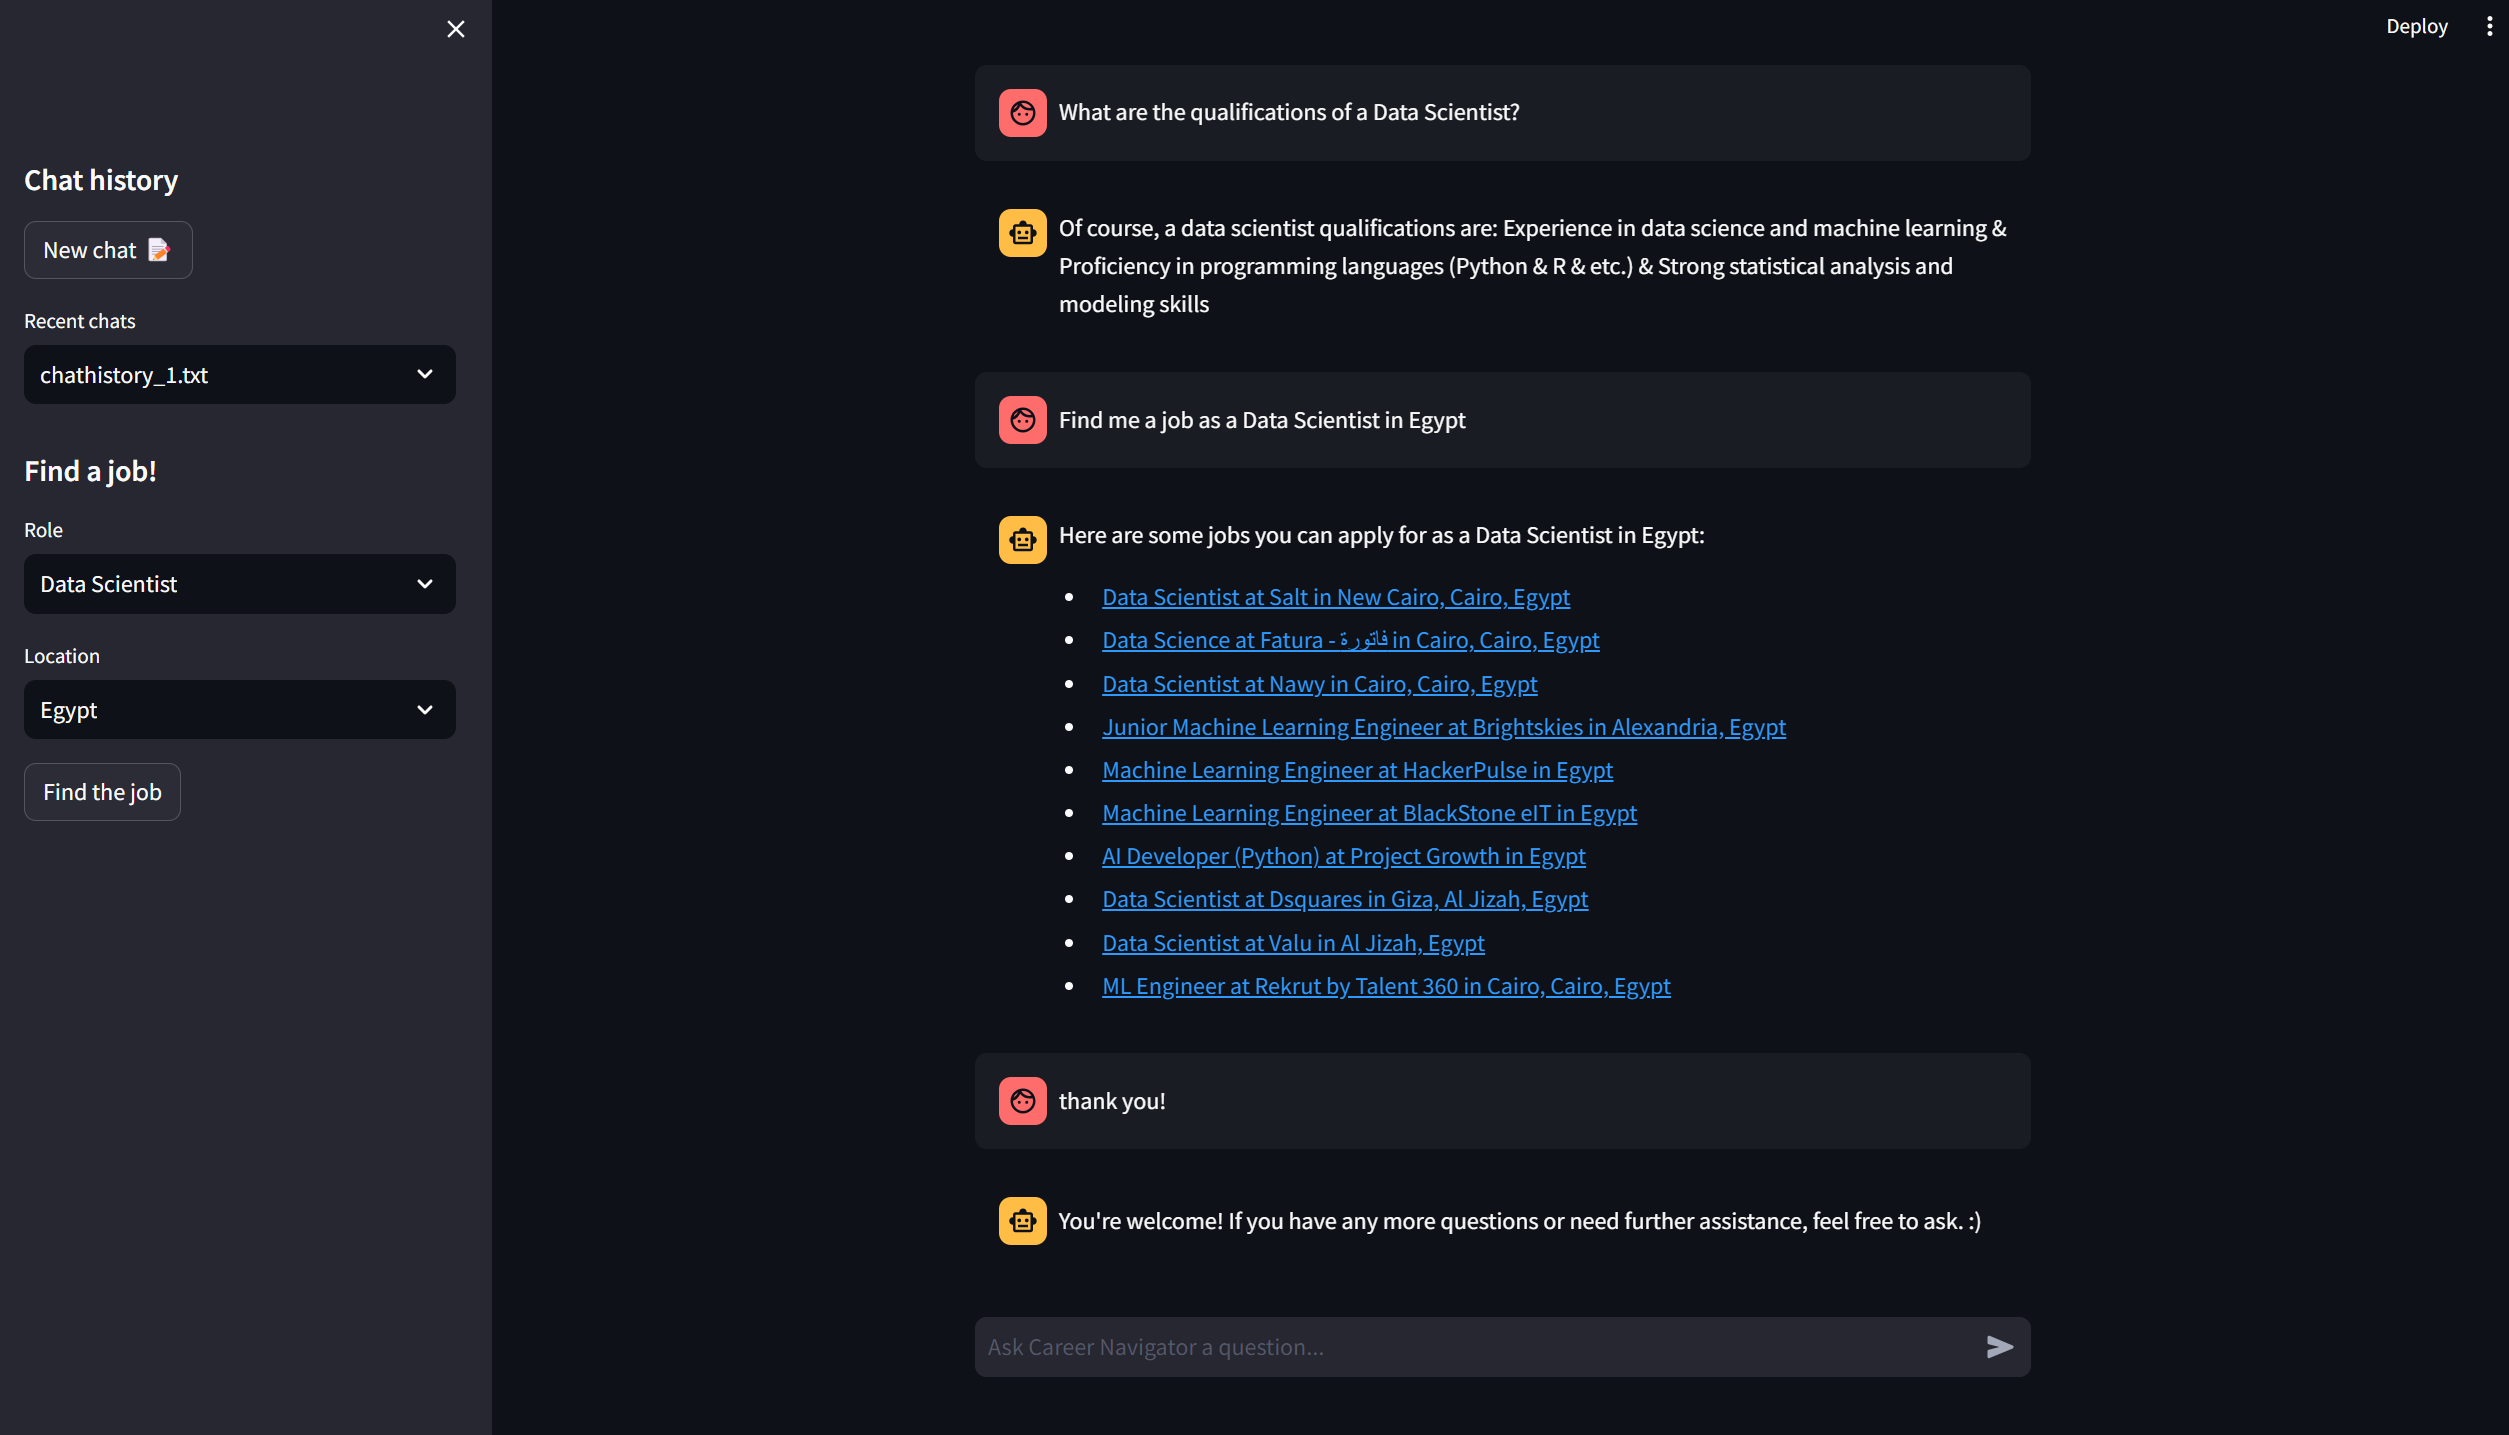 Deploy
Chat history
New chat
Recent chats
chathistory_1.txt
Find a job!
Role
Data Scientist
Location
Egypt
Find the job
What are the qualifications of a Data Scientist?
Of course, a data scientist qualifications are: Experience in data science and machine learning &
Proficiency in programming languages (Python & R & etc.) & Strong statistical analysis and
modeling skills
Find me a job as a Data Scientist in Egypt
Here are some jobs you can apply for as a Data Scientist in Egypt:
Data Scientist at Salt in New Cairo, Cairo, Egypt
Data Science at Fatura - فاتورة in Cairo, Cairo, Egypt
Data Scientist at Nawy in Cairo, Cairo, Egypt
Junior Machine Learning Engineer at Brightskies in Alexandria, Egypt
Machine Learning Engineer at HackerPulse in Egypt
Machine Learning Engineer at BlackStone eIT in Egypt
AI Developer (Python) at Project Growth in Egypt
Data Scientist at Dsquares in Giza, Al Jizah, Egypt
Data Scientist at Valu in Al Jizah, Egypt
ML Engineer at Rekrut by Talent 360 in Cairo, Cairo, Egypt
thank you!
You're welcome! If you have any more questions or need further assistance, feel free to ask. :)
Ask Career Navigator a question...